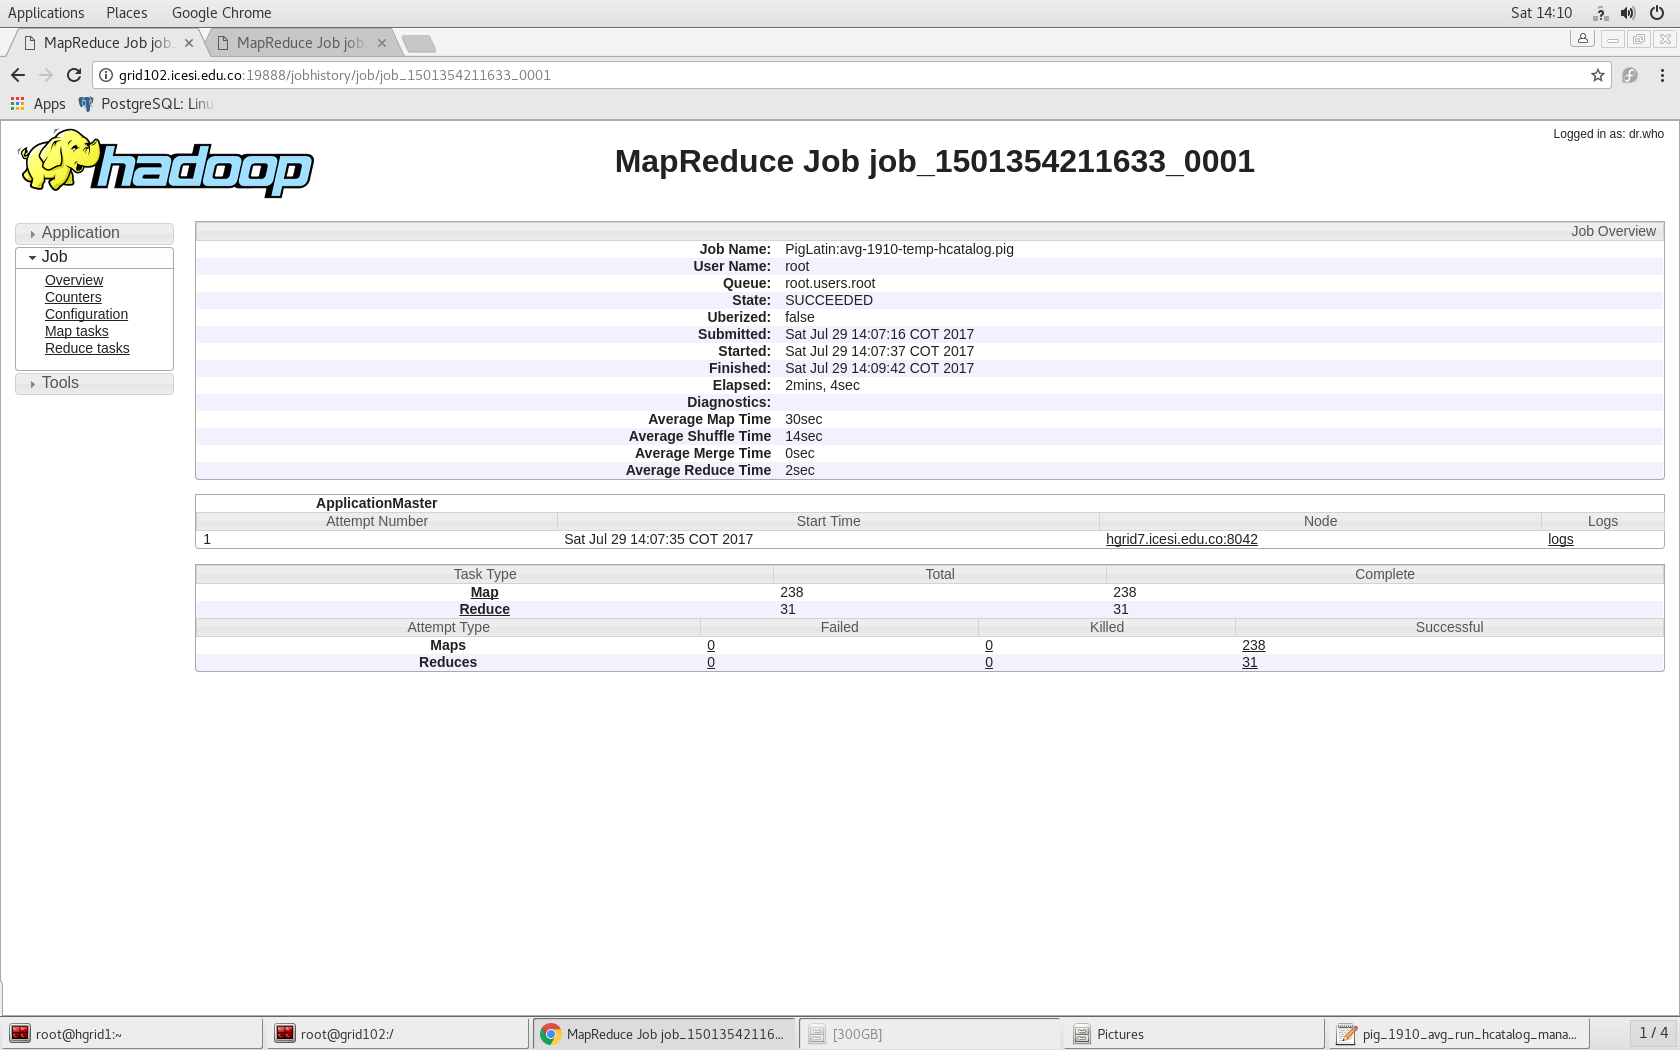 Applications Places Google Chrome Sat 14:10
MapReduce Job job_ MapReduce Job job_
grid102.icesi.edu.co:19888/jobhistory/job/job_1501354211633_0001
Apps PostgreSQL: Linu
hadoop
Logged in as: dr.who
MapReduce Job job_1501354211633_0001
Application
Job
Overview
Counters
Configuration
Map tasks
Reduce tasks
Tools
Job Overview
Job Name: PigLatin:avg-1910-temp-hcatalog.pig
User Name: root
Queue: root.users.root
State: SUCCEEDED
Uberized: false
Submitted: Sat Jul 29 14:07:16 COT 2017
Started: Sat Jul 29 14:07:37 COT 2017
Finished: Sat Jul 29 14:09:42 COT 2017
Elapsed: 2mins, 4sec
Diagnostics:
Average Map Time 30sec
Average Shuffle Time 14sec
Average Merge Time 0sec
Average Reduce Time 2sec
ApplicationMaster
Attempt Number Start Time Node Logs
1 Sat Jul 29 14:07:35 COT 2017 hgrid7.icesi.edu.co:8042 logs
Task Type Total Complete
Map 238 238
Reduce 31 31
Attempt Type Failed Killed Successful
Maps 0 0 238
Reduces 0 0 31
root@hgrid1:~ root@grid102:/ MapReduce Job job_15013542116... [300GB] Pictures pig_1910_avg_run_hcatalog_mana... 1 / 4